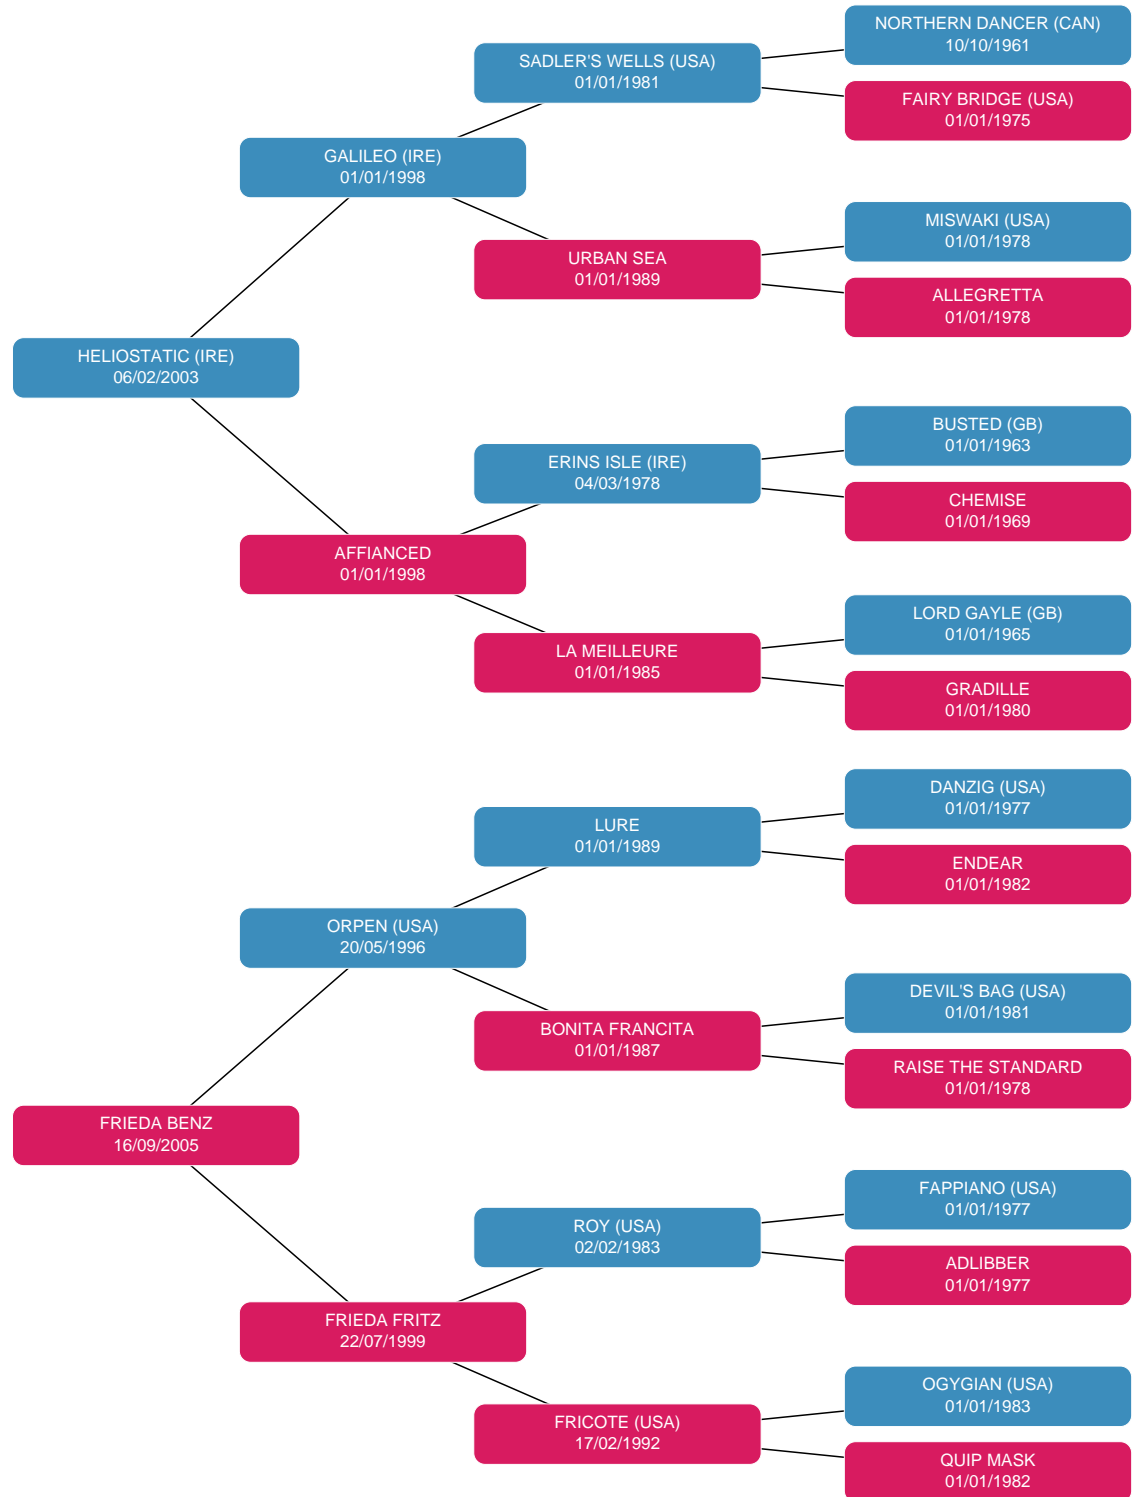 NORTHERN DANCER (CAN)
10/10/1961
SADLER'S WELLS (USA)
01/01/1981
FAIRY BRIDGE (USA)
01/01/1975
GALILEO (IRE)
01/01/1998
MISWAKI (USA)
01/01/1978
URBAN SEA
01/01/1989
ALLEGRETTA
01/01/1978
HELIOSTATIC (IRE)
06/02/2003
BUSTED (GB)
01/01/1963
ERINS ISLE (IRE)
04/03/1978
CHEMISE
01/01/1969
AFFIANCED
01/01/1998
LORD GAYLE (GB)
01/01/1965
LA MEILLEURE
01/01/1985
GRADILLE
01/01/1980
DANZIG (USA)
01/01/1977
LURE
01/01/1989
ENDEAR
01/01/1982
ORPEN (USA)
20/05/1996
DEVIL'S BAG (USA)
01/01/1981
BONITA FRANCITA
01/01/1987
RAISE THE STANDARD
01/01/1978
FRIEDA BENZ
16/09/2005
FAPPIANO (USA)
01/01/1977
ROY (USA)
02/02/1983
ADLIBBER
01/01/1977
FRIEDA FRITZ
22/07/1999
OGYGIAN (USA)
01/01/1983
FRICOTE (USA)
17/02/1992
QUIP MASK
01/01/1982